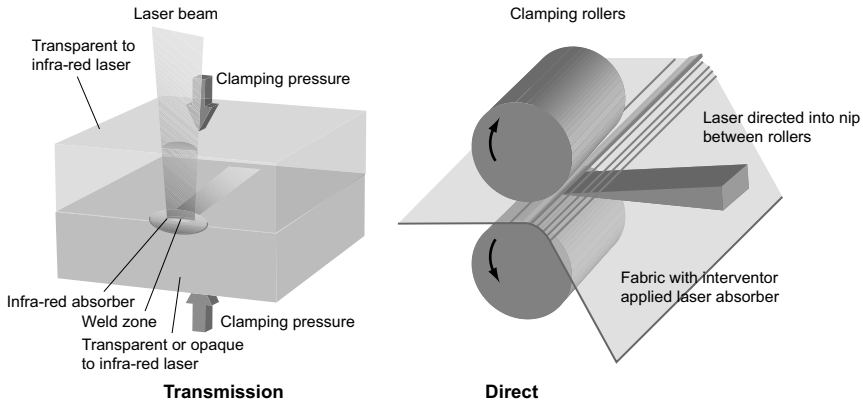 Laser beam
Transparent to
infra-red laser
Clamping pressure
Infra-red absorber
Weld zone
Transparent or opaque
to infra-red laser
Clamping pressure
Transmission
Clamping rollers
Laser directed into nip
between rollers
Fabric with interventor
applied laser absorber
Direct